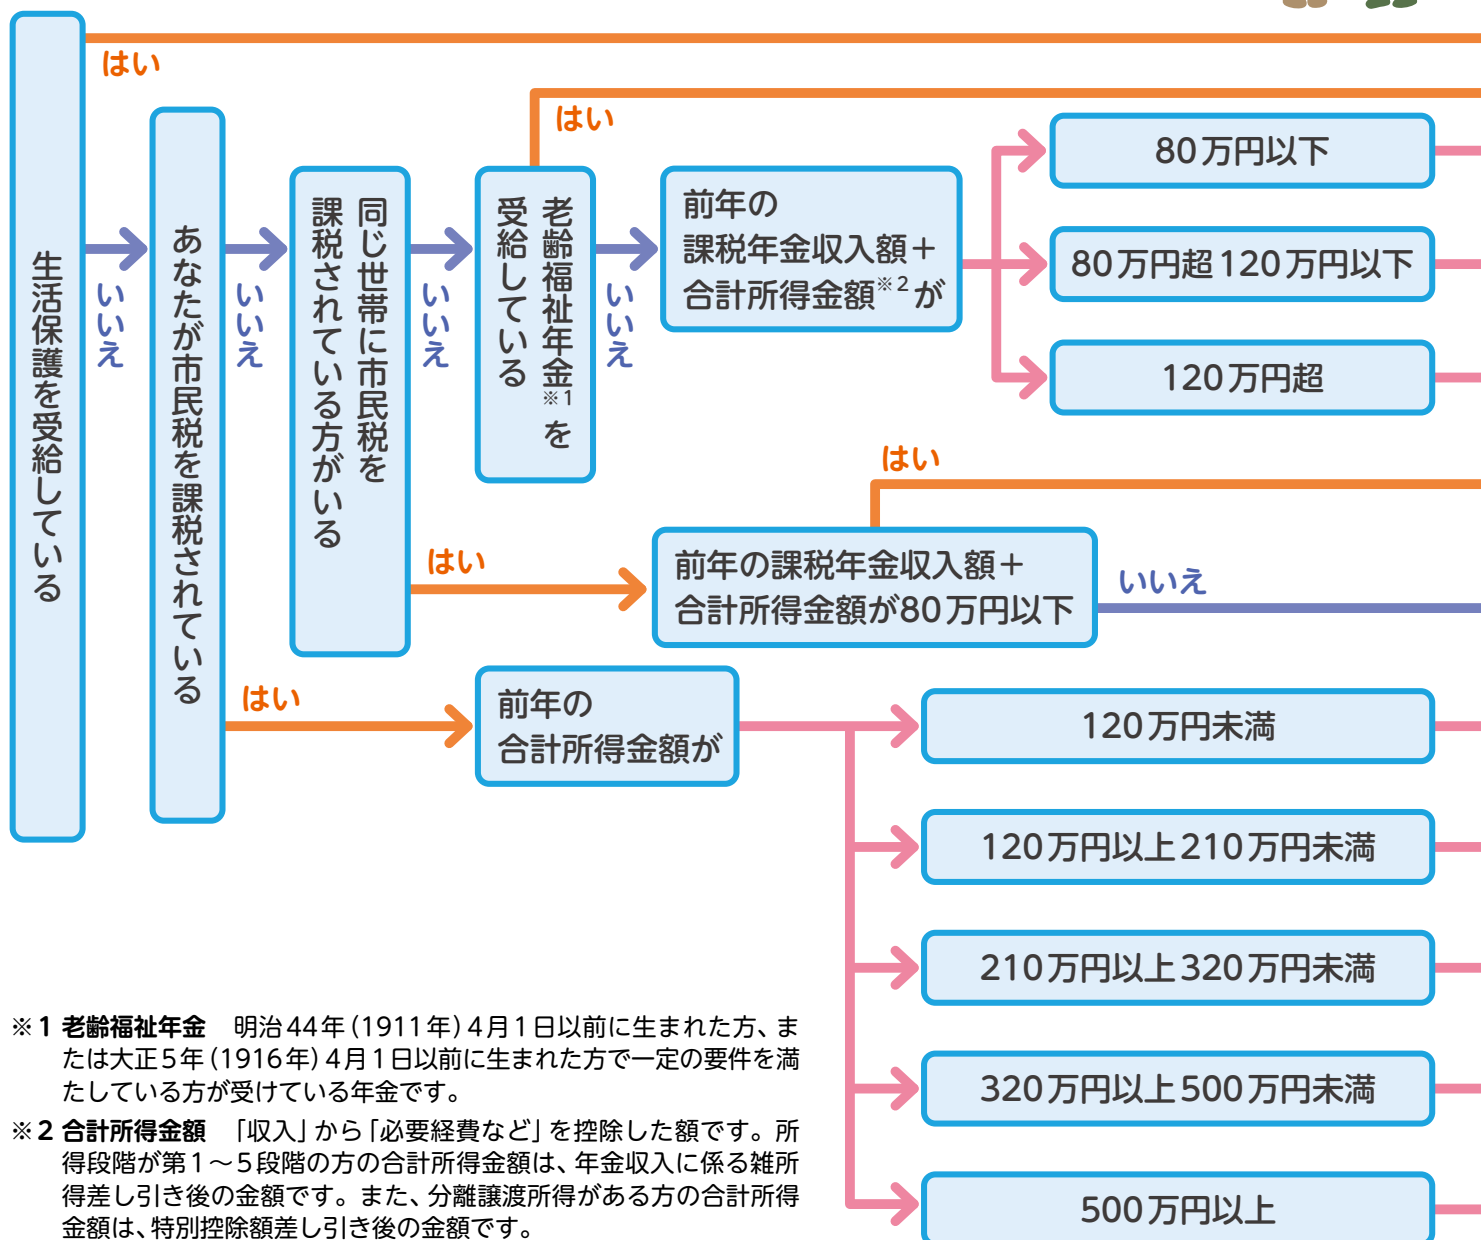 生活保護を受給している
はい
いいえ
あなたが市民税を課税されている
いいえ
はい
同じ世帯に市民税を
課税されている方がいる
いいえ
はい
老齢福祉年金※1を
受給している
はい
いいえ
前年の
課税年金収入額＋
合計所得金額※2が
80万円以下
80万円超120万円以下
120万円超
前年の課税年金収入額＋
合計所得金額が80万円以下
はい
いいえ
前年の
合計所得金額が
120万円未満
120万円以上210万円未満
210万円以上320万円未満
320万円以上500万円未満
500万円以上
※1 老齢福祉年金　明治44年（1911年）4月1日以前に生まれた方、ま
たは大正5年（1916年）4月1日以前に生まれた方で一定の要件を満
たしている方が受けている年金です。
※2 合計所得金額　「収入」から「必要経費など」を控除した額です。所
得段階が第1～5段階の方の合計所得金額は、年金収入に係る雑所
得差し引き後の金額です。また、分離譲渡所得がある方の合計所得
金額は、特別控除額差し引き後の金額です。